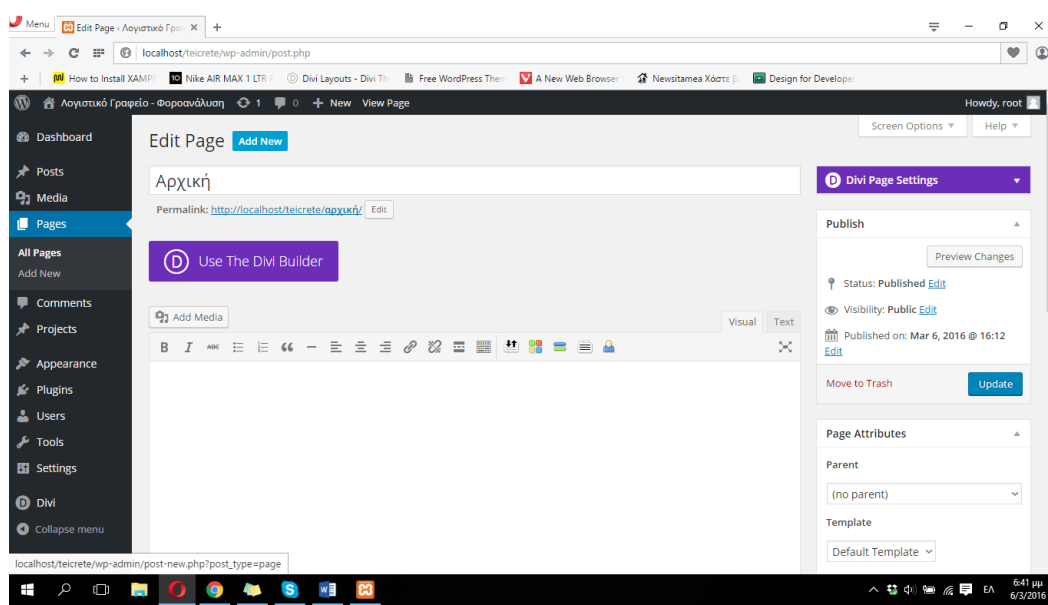 Menu
Edit Page ‹ Λογιστικό Γραφ
localhost/teicrete/wp-admin/post.php
How to Install XAMPP
Nike AIR MAX 1 LTR
Divi Layouts - Divi Th
Free WordPress Them
A New Web Browser
Newsitamea Χάστε β
Design for Developer
Λογιστικό Γραφείο - Φοροανάλυση 1 0 New View Page
Howdy, root
Screen Options
Help
Dashboard
Posts
Media
Pages
All Pages
Add New
Comments
Projects
Appearance
Plugins
Users
Tools
Settings
Divi
Collapse menu
Edit Page Add New
Αρχική
Permalink: http://localhost/teicrete/αρχική/ Edit
Use The Divi Builder
Add Media
Visual Text
B I ABC
Divi Page Settings
Publish
Preview Changes
Status: Published Edit
Visibility: Public Edit
Published on: Mar 6, 2016 @ 16:12
Edit
Move to Trash
Update
Page Attributes
Parent
(no parent)
Template
Default Template
localhost/teicrete/wp-admin/post-new.php?post_type=page
ΕΛ
6:41 μμ
6/3/2016